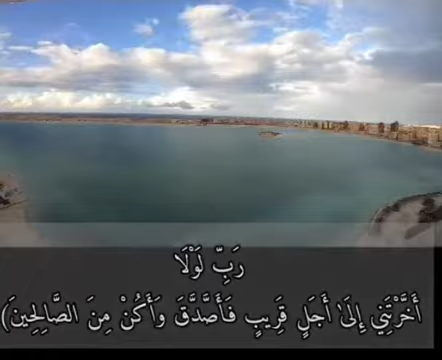 رَبِّ لَوْلَا
أَخَّرْتَنِي إِلَىٰ أَجَلٍ قَرِيبٍ فَأَصَّدَّقَ وَأَكُنْ مِنَ الصَّالِحِينَ)